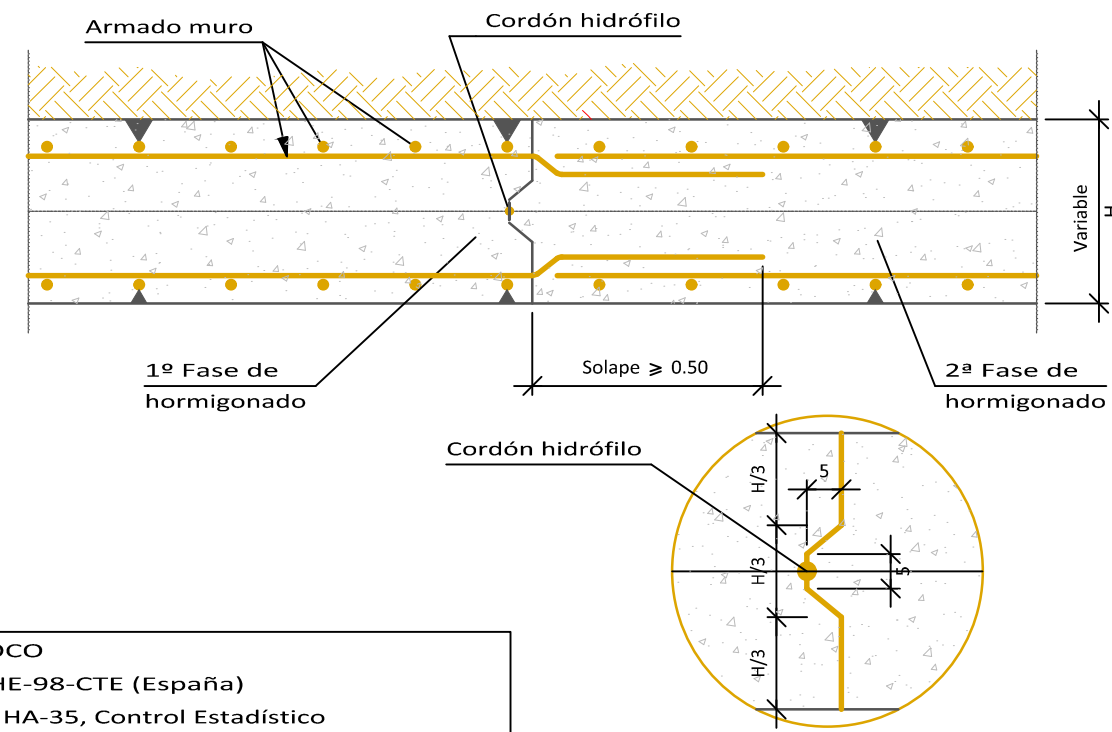 Armado muro
Cordón hidrófilo
Variable
H
1º Fase de
hormigonado
Solape ⩾ 0.50
2ª Fase de
hormigonado
Cordón hidrófilo
H/3
5
H/3
5
H/3
HE-98-CTE (España)
HA-35, Control Estadístico